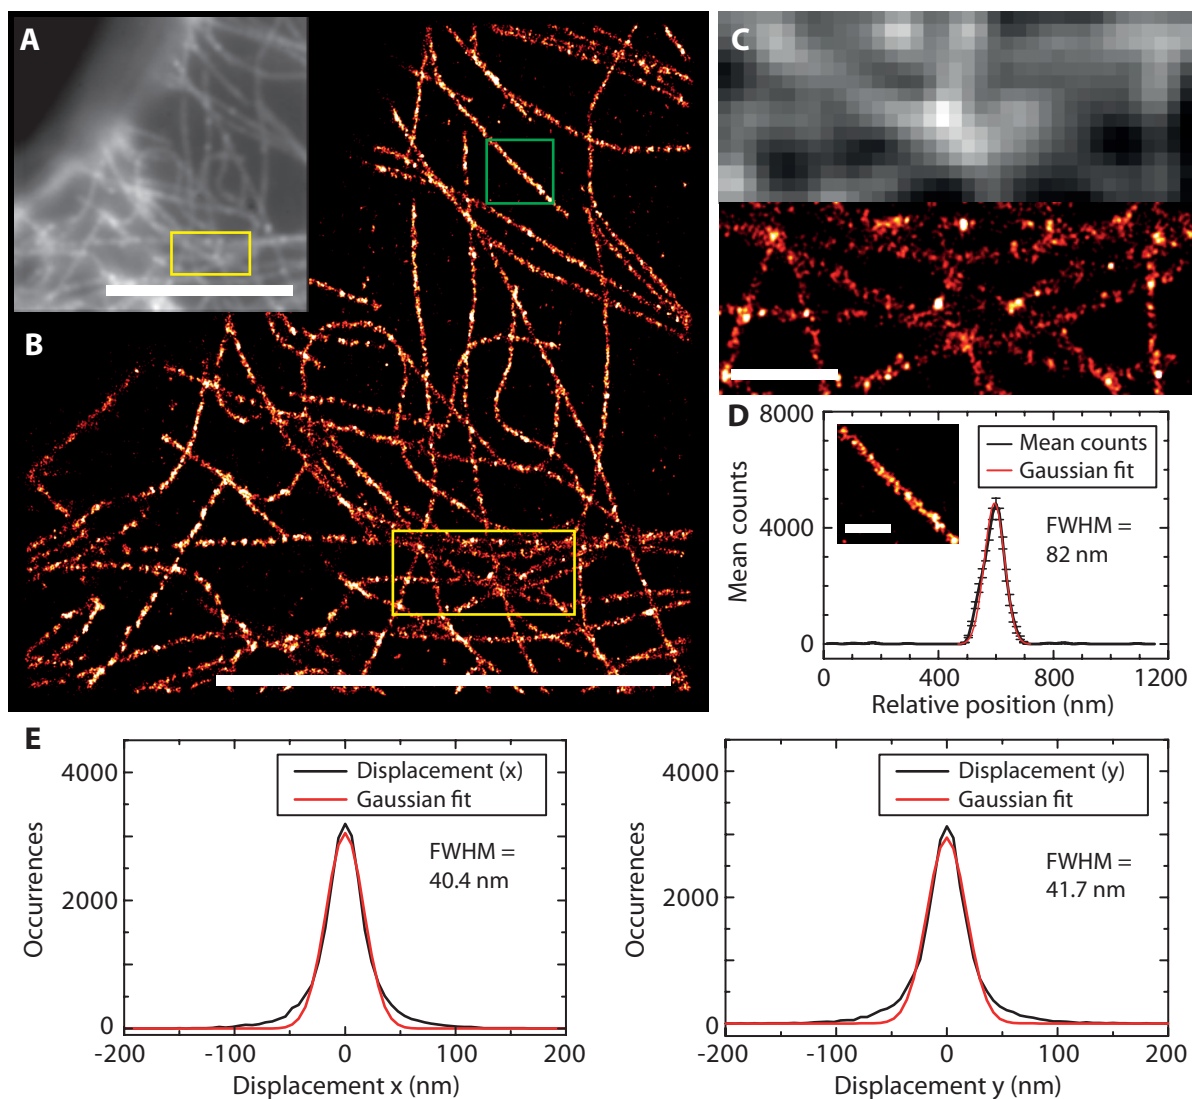 A
B
C
D
8000
4000
0
Mean counts
Mean counts
Gaussian fit
FWHM =
82 nm
0
400
800
1200
Relative position (nm)
E
4000
2000
0
Occurrences
Displacement (x)
Gaussian fit
FWHM =
40.4 nm
-200
-100
0
100
200
Displacement x (nm)
4000
2000
0
Occurrences
Displacement (y)
Gaussian fit
FWHM =
41.7 nm
-200
-100
0
100
200
Displacement y (nm)